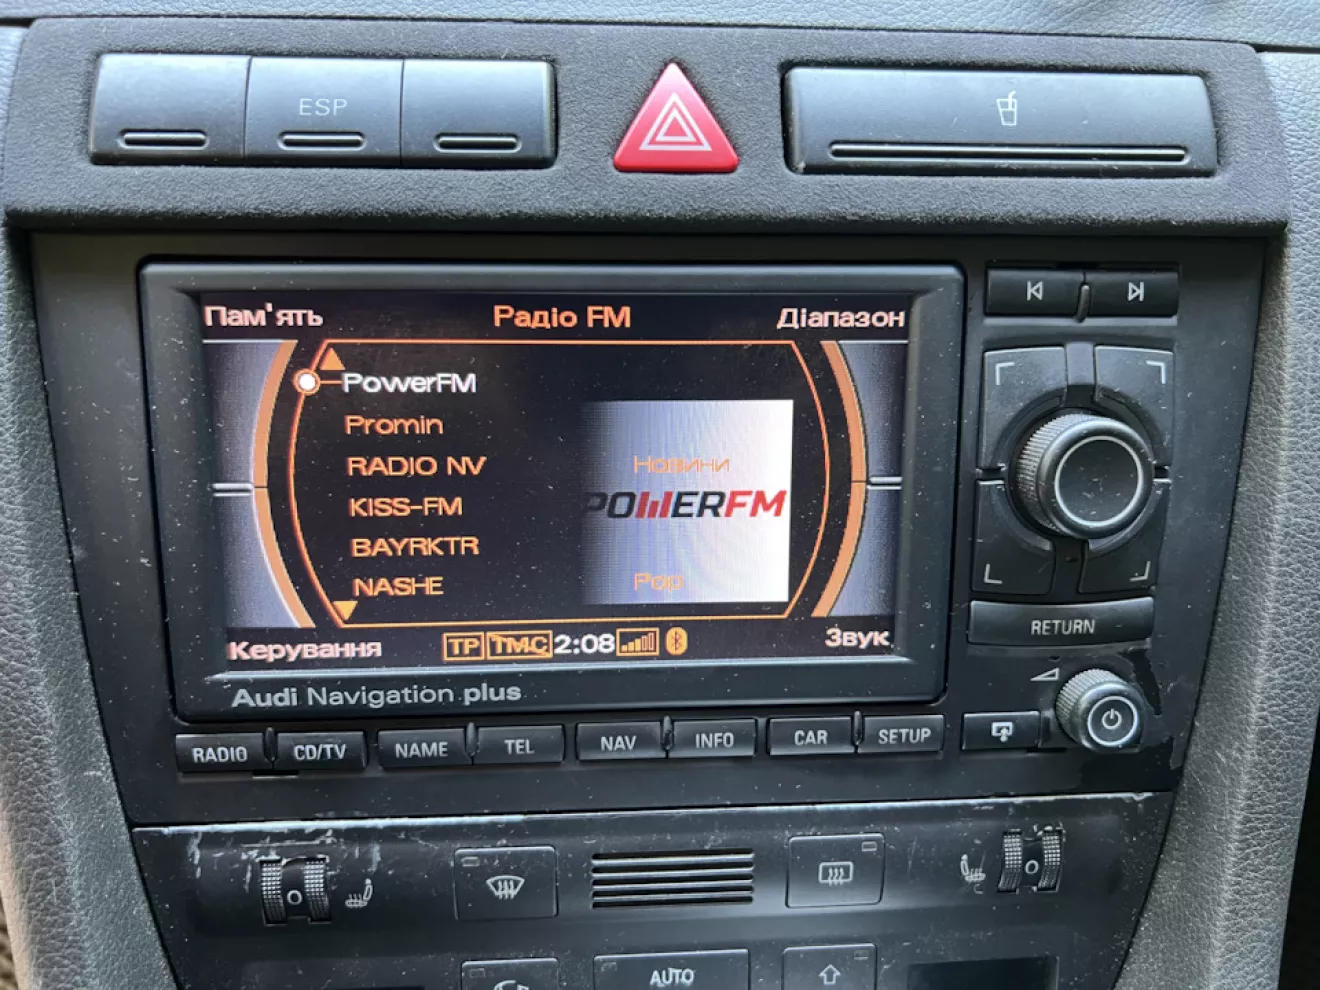 ESP
Пам'ять Радіо FM Діапазон
PowerFM
Promin
RADIO NV
KISS-FM
BAYRKTR
NASHE
Новини
POWERFM
Pop
Керування TP TMC 2:08 Звук
Audi Navigation plus
RETURN
RADIO CD/TV NAME TEL NAV INFO CAR SETUP
AUTO